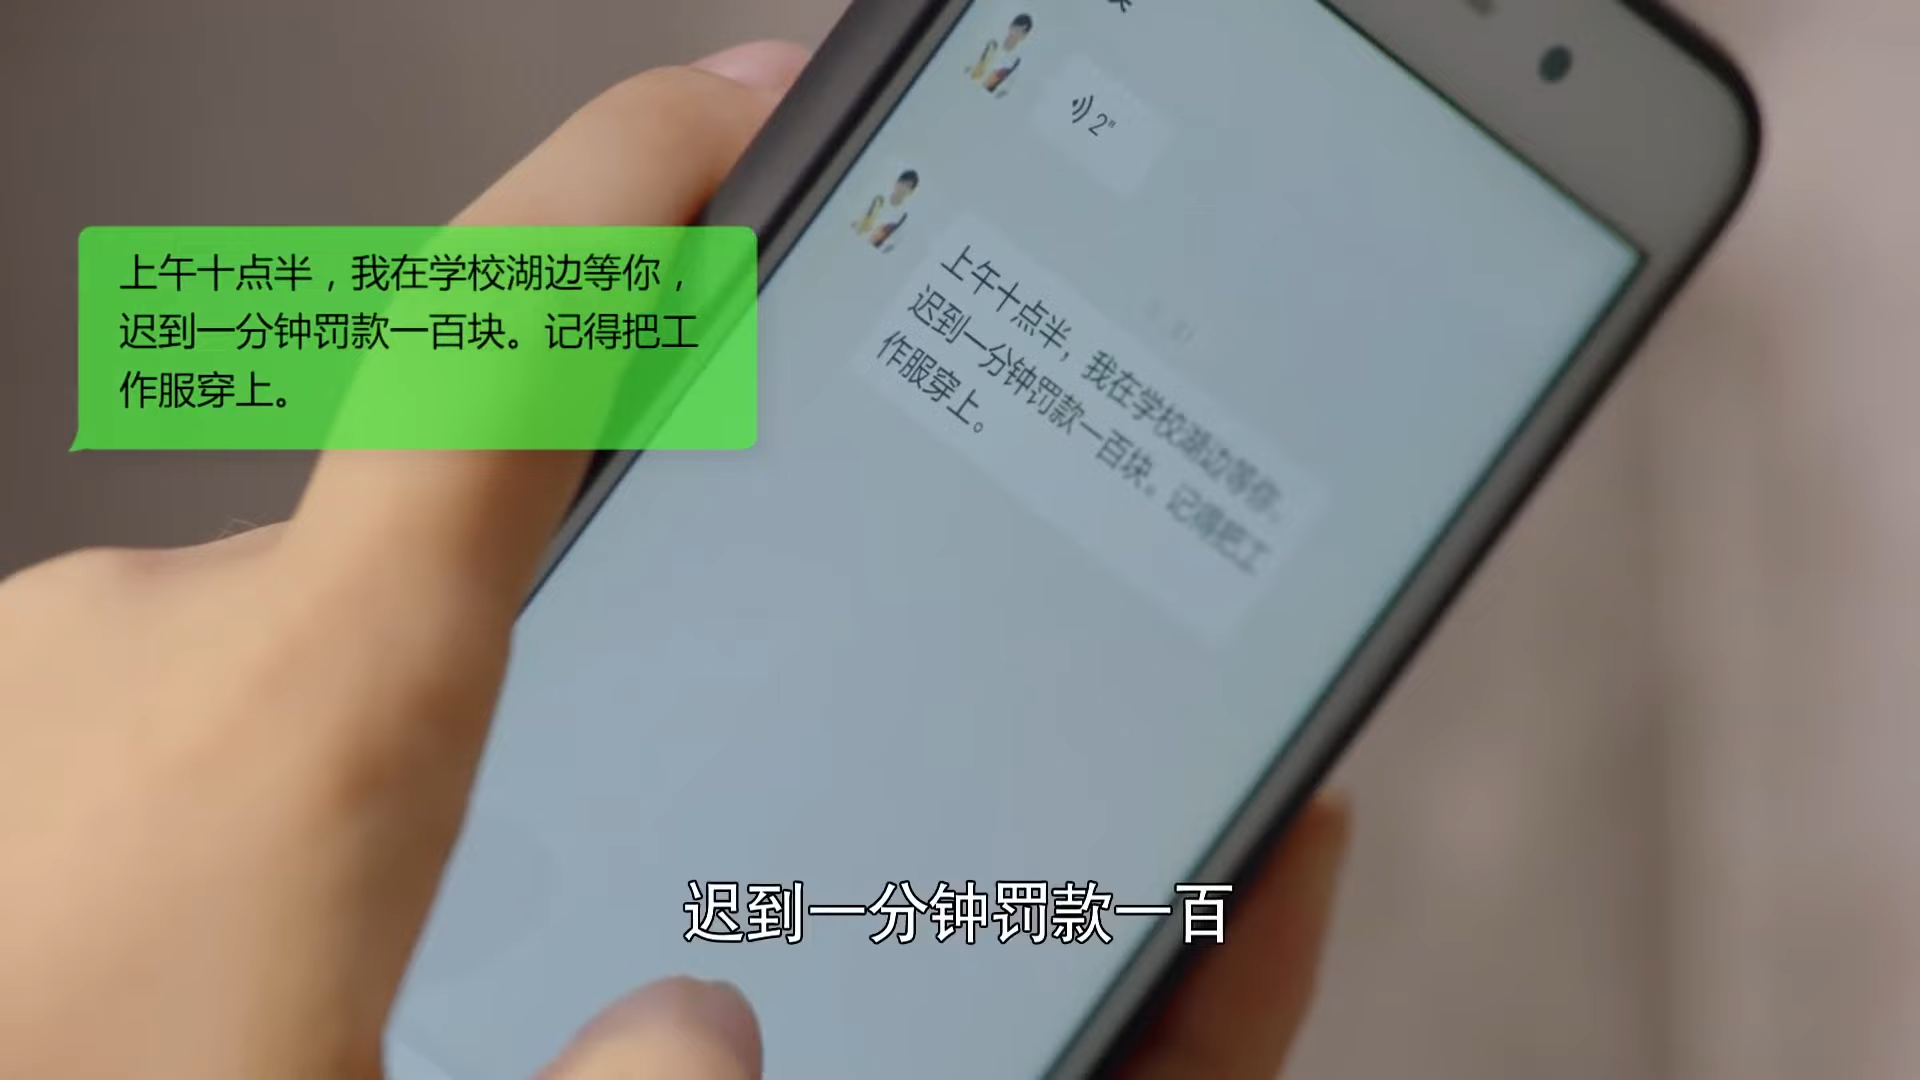 2"
上午十点半，我在学校湖边等你，
迟到一分钟罚款一百块。记得把工
作服穿上。
上午十点半，我在学校湖边等你，
迟到一分钟罚款一百块。记得把工
作服穿上。
迟到一分钟罚款一百